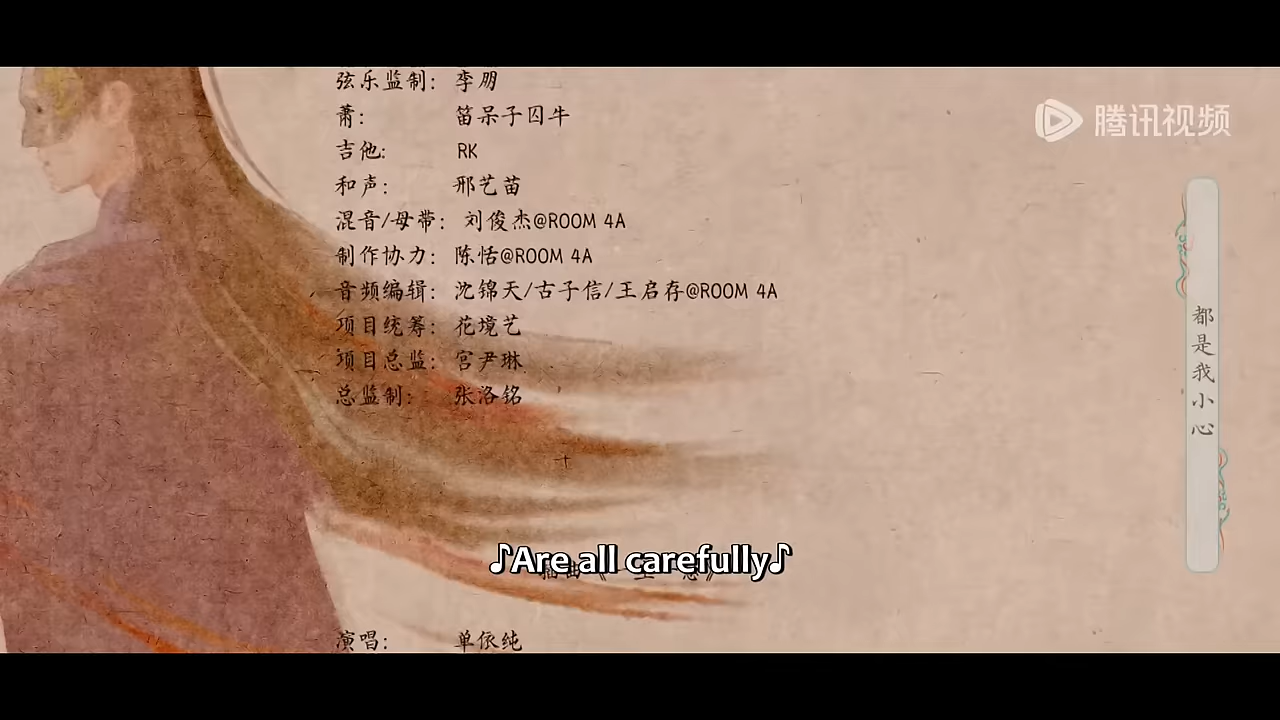 弦乐监制：李朋
萧：笛呆子囚牛
吉他：RK
和声：邢艺苗
混音/母带：刘俊杰@ROOM 4A
制作协力：陈恬@ROOM 4A
音频编辑：沈锦天/古子信/王启存@ROOM 4A
项目统筹：花境艺
项目总监：宫尹琳
总监制：张洛铭
♪Are all carefully♪
演唱：单依纯
腾讯视频
都是我小心